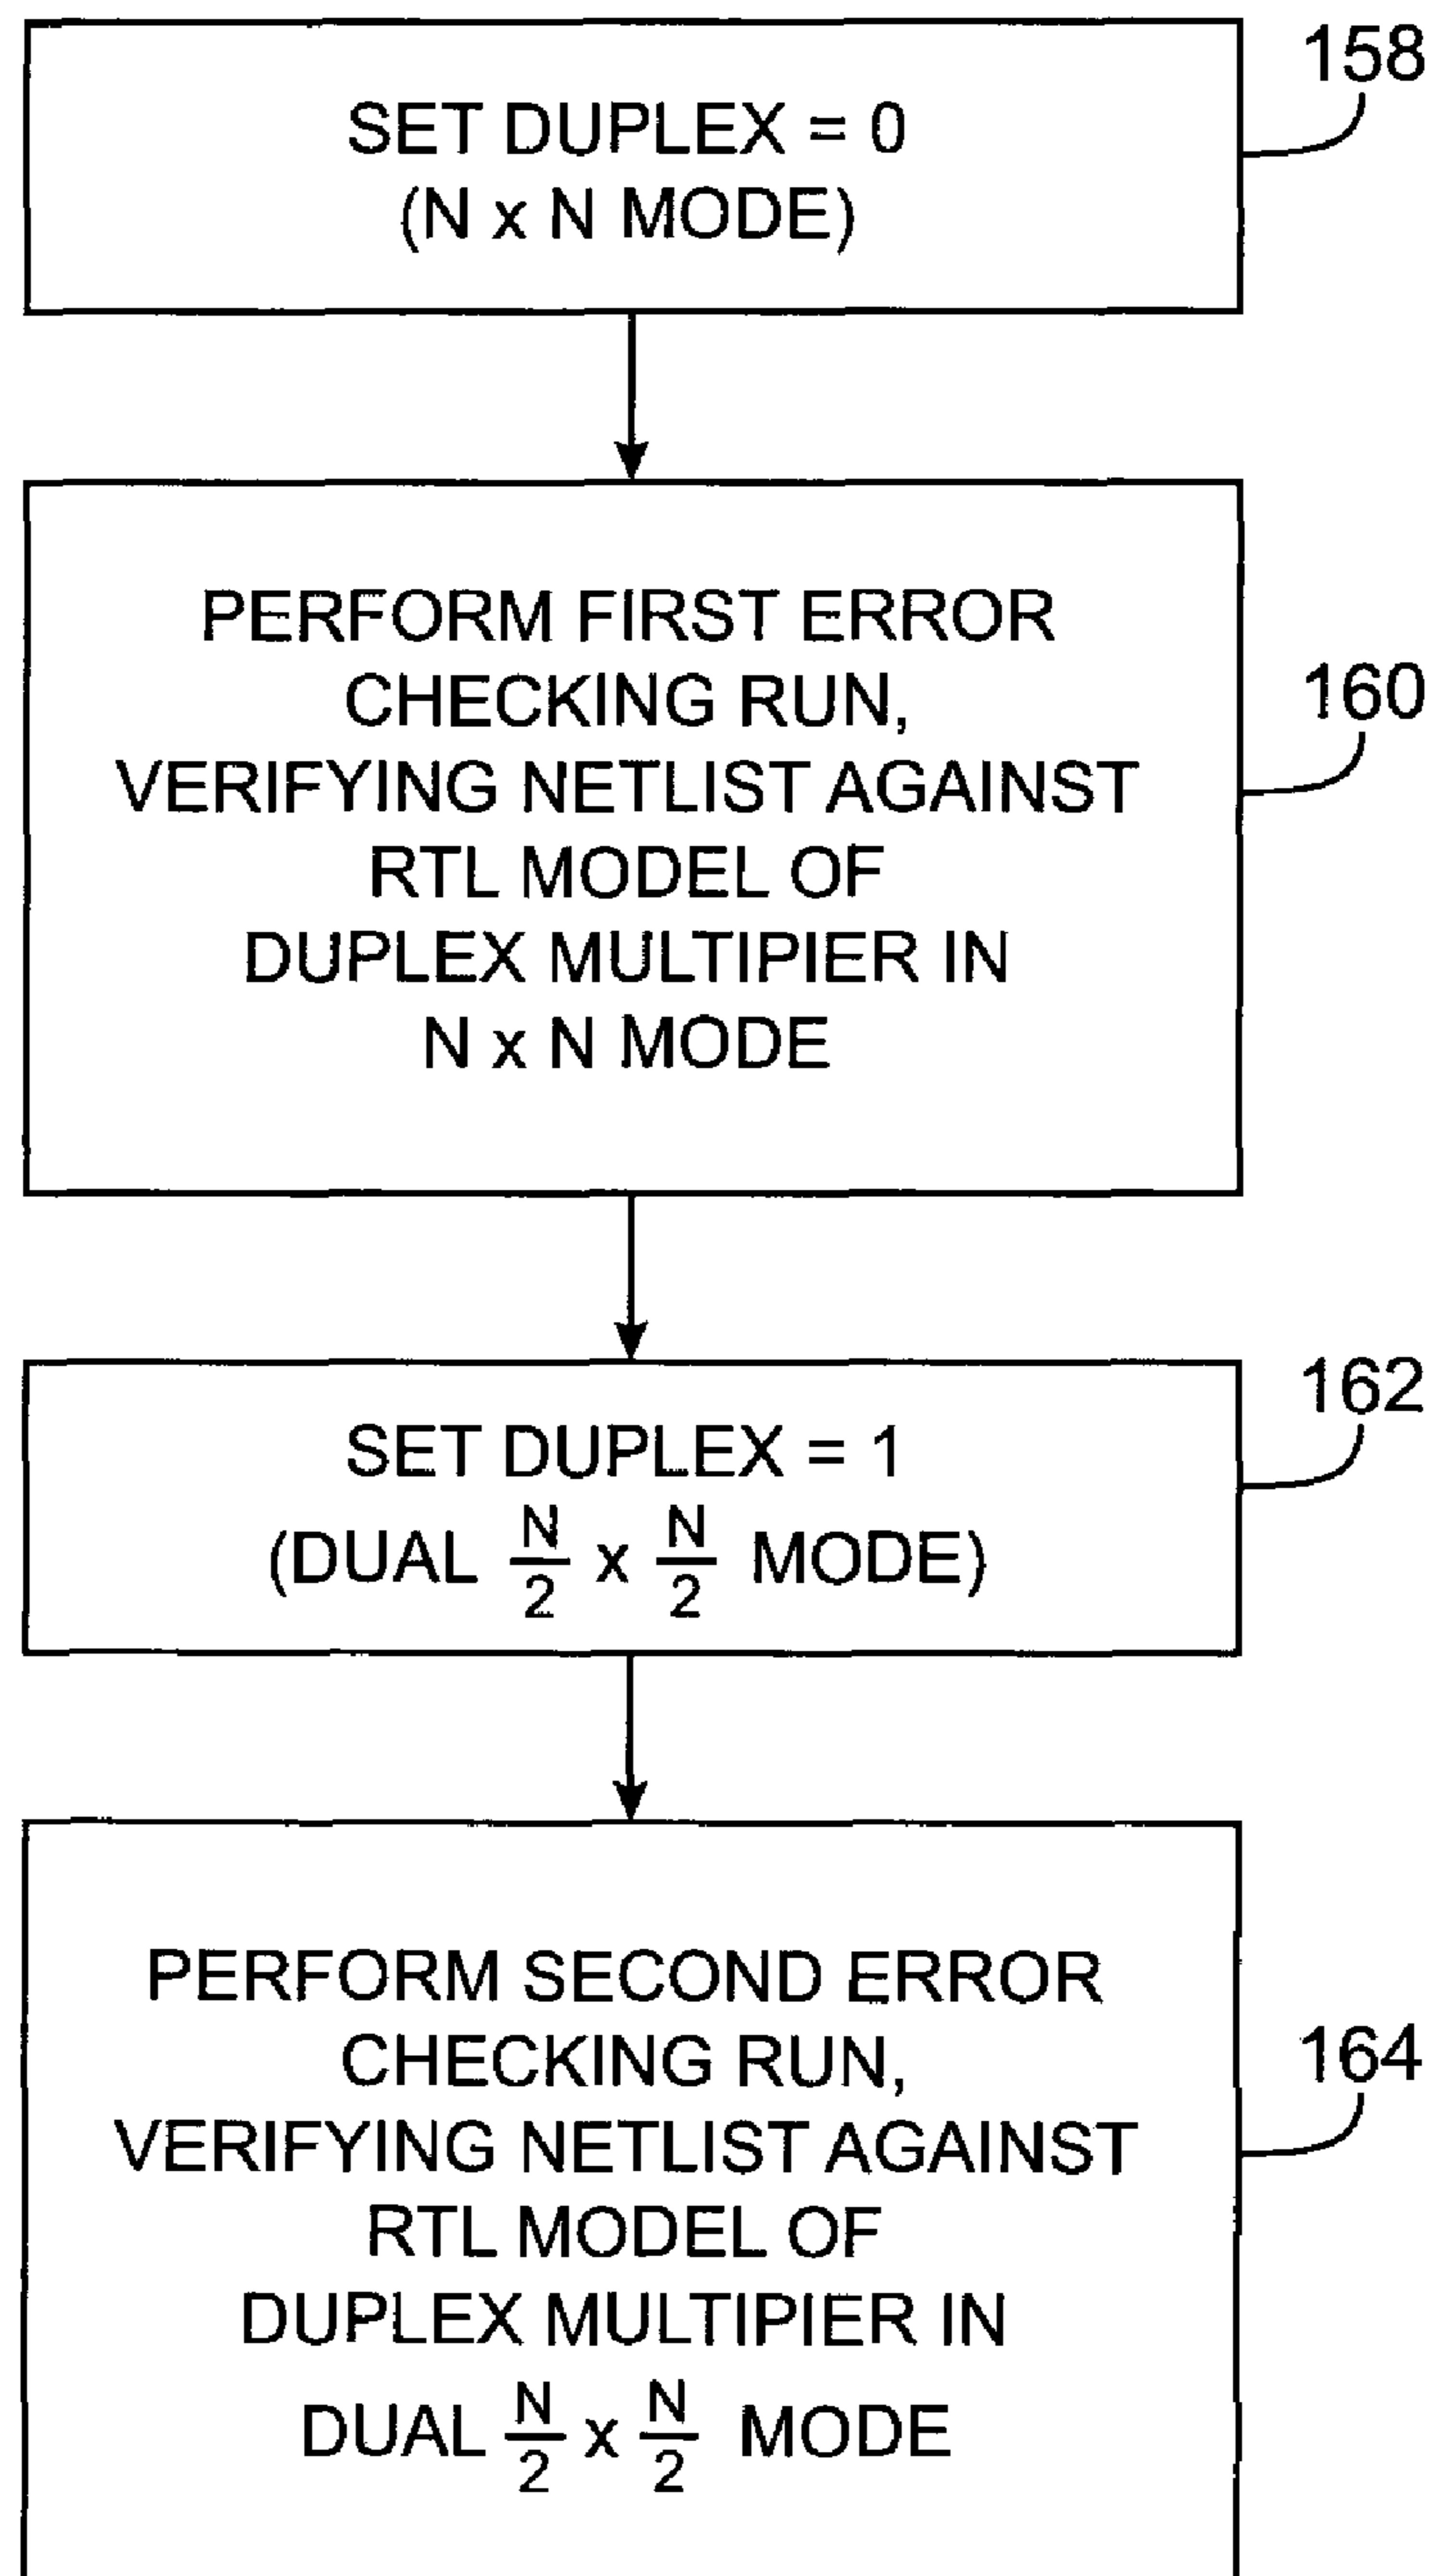 SET DUPLEX = 0
(N x N MODE)
158
PERFORM FIRST ERROR
CHECKING RUN,
VERIFYING NETLIST AGAINST
RTL MODEL OF
DUPLEX MULTIPIER IN
N x N MODE
160
SET DUPLEX = 1
(DUAL N/2 x N/2 MODE)
162
PERFORM SECOND ERROR
CHECKING RUN,
VERIFYING NETLIST AGAINST
RTL MODEL OF
DUPLEX MULTIPIER IN
DUAL N/2 x N/2 MODE
164